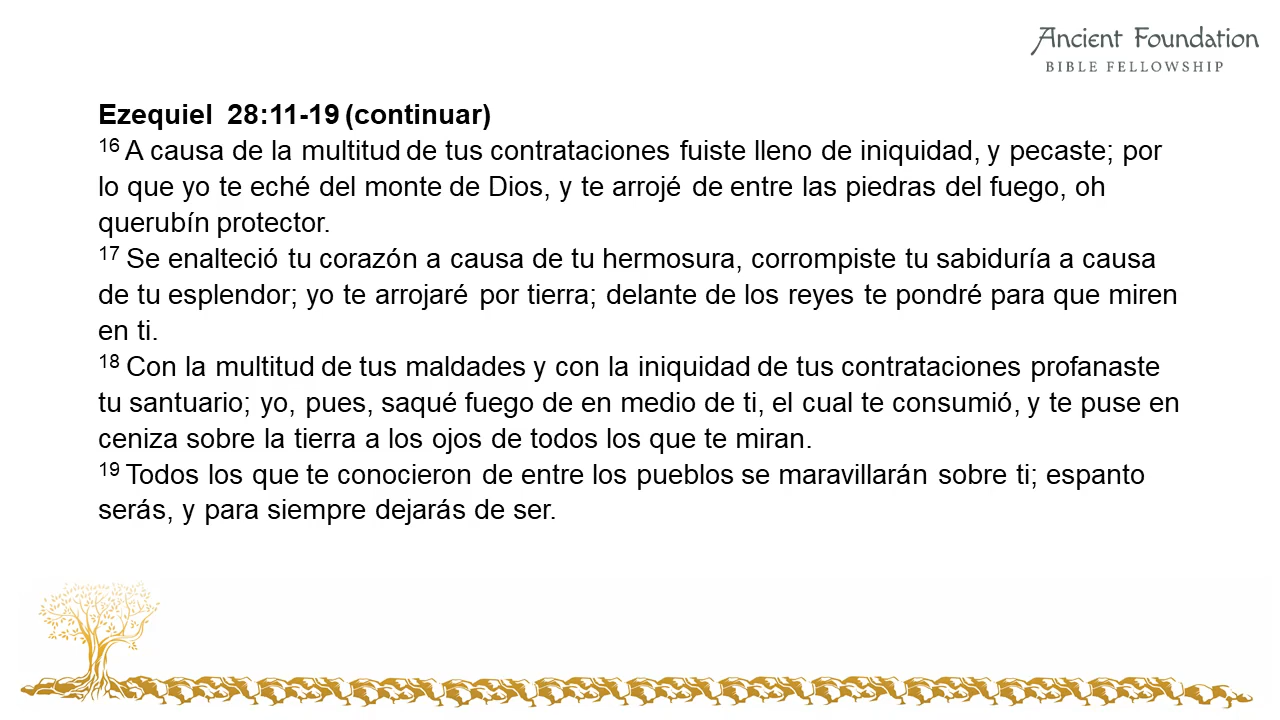 Ancient Foundation
BIBLE FELLOWSHIP
Ezequiel 28:11-19 (continuar)
16 A causa de la multitud de tus contrataciones fuiste lleno de iniquidad, y pecaste; por
lo que yo te eché del monte de Dios, y te arrojé de entre las piedras del fuego, oh
querubín protector.
17 Se enalteció tu corazón a causa de tu hermosura, corrompiste tu sabiduría a causa
de tu esplendor; yo te arrojaré por tierra; delante de los reyes te pondré para que miren
en ti.
18 Con la multitud de tus maldades y con la iniquidad de tus contrataciones profanaste
tu santuario; yo, pues, saqué fuego de en medio de ti, el cual te consumió, y te puse en
ceniza sobre la tierra a los ojos de todos los que te miran.
19 Todos los que te conocieron de entre los pueblos se maravillarán sobre ti; espanto
serás, y para siempre dejarás de ser.